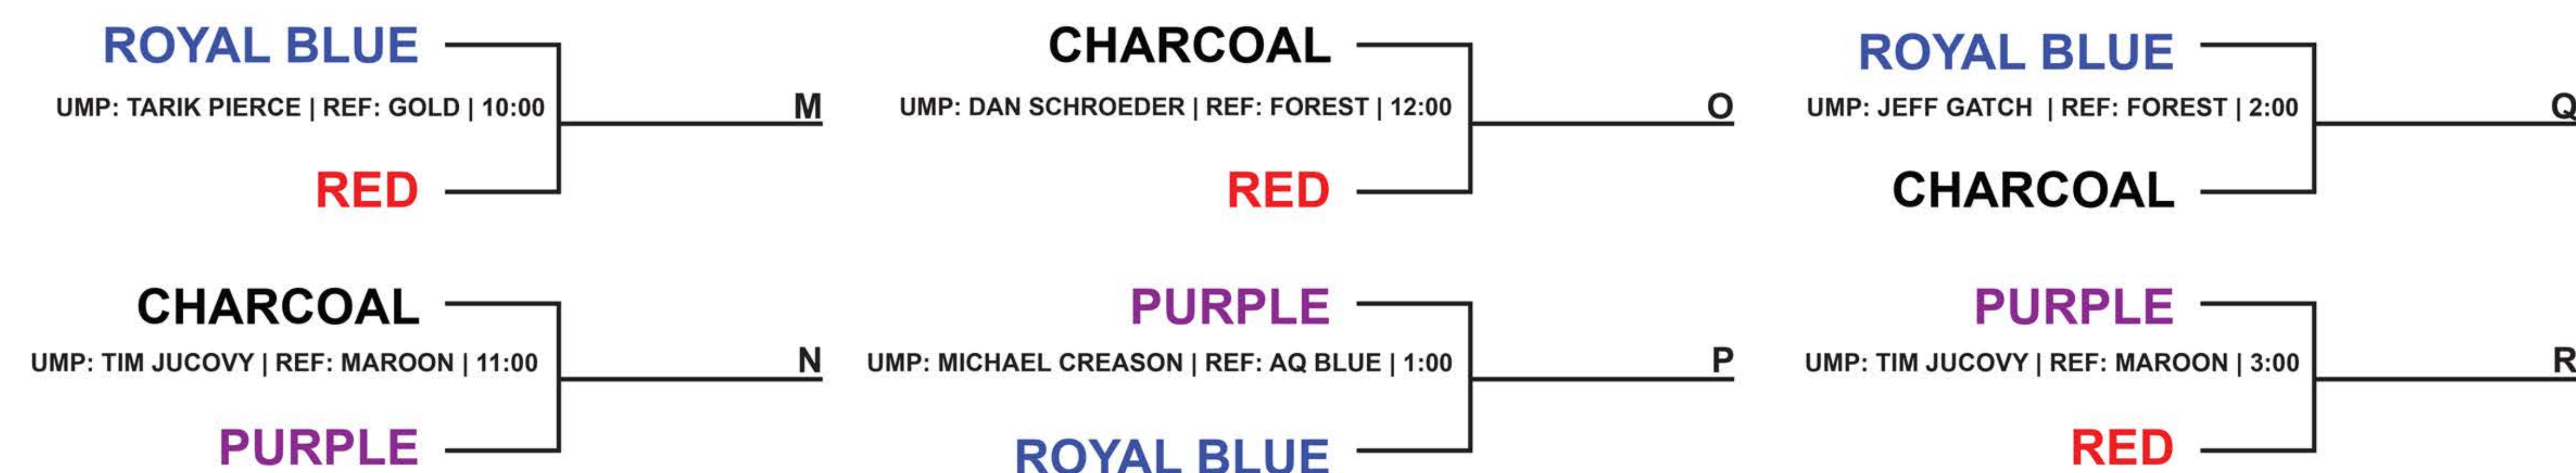 ROYAL BLUE
UMP: TARIK PIERCE | REF: GOLD | 10:00
M
RED
CHARCOAL
UMP: TIM JUCOVY | REF: MAROON | 11:00
N
PURPLE
CHARCOAL
UMP: DAN SCHROEDER | REF: FOREST | 12:00
O
RED
PURPLE
UMP: MICHAEL CREASON | REF: AQ BLUE | 1:00
P
ROYAL BLUE
ROYAL BLUE
UMP: JEFF GATCH | REF: FOREST | 2:00
Q
CHARCOAL
PURPLE
UMP: TIM JUCOVY | REF: MAROON | 3:00
R
RED